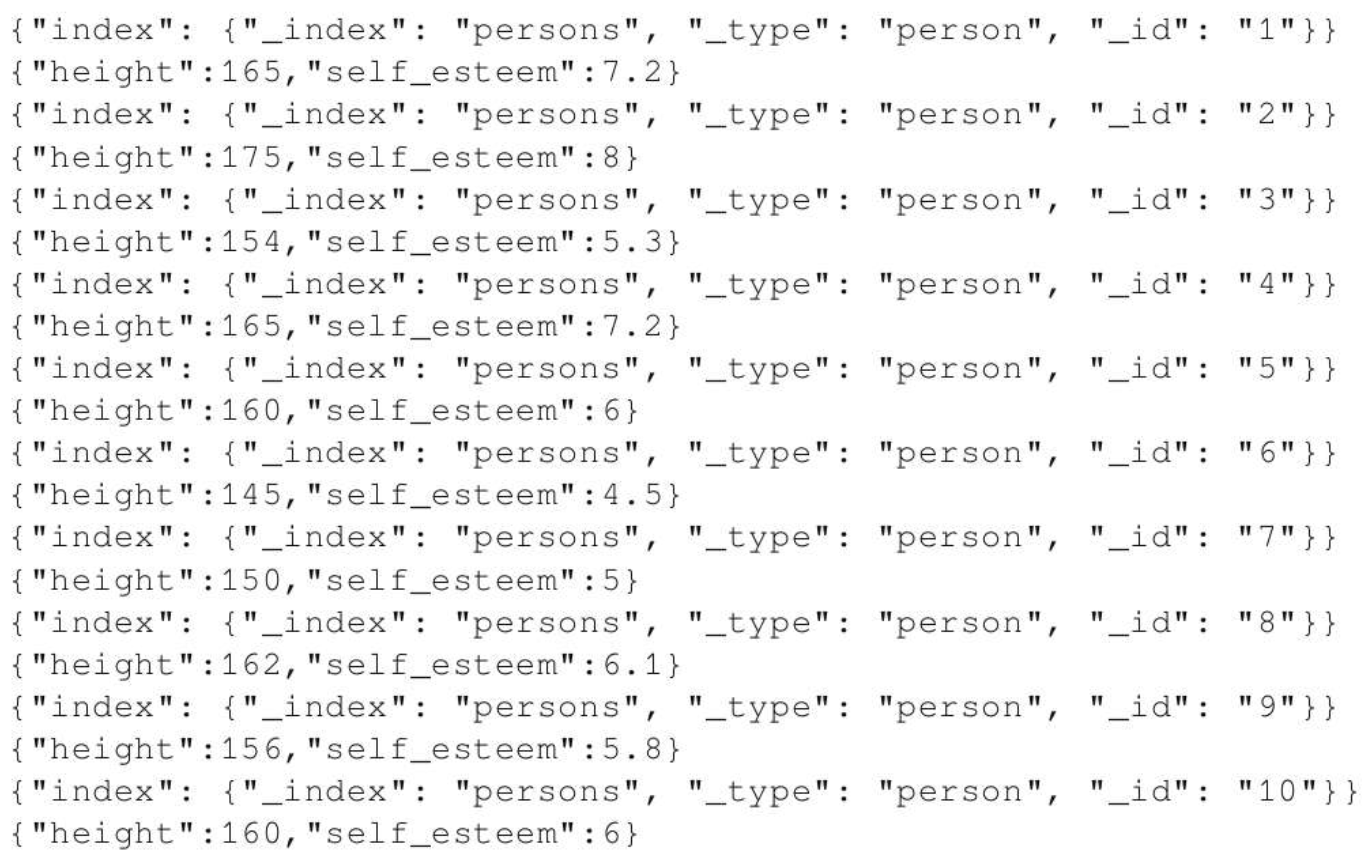 {"index": {"_index": "persons", "_type": "person", "_id": "1"}}
{"height":165,"self_esteem":7.2}
{"index": {"_index": "persons", "_type": "person", "_id": "2"}}
{"height":175,"self_esteem":8}
{"index": {"_index": "persons", "_type": "person", "_id": "3"}}
{"height":154,"self_esteem":5.3}
{"index": {"_index": "persons", "_type": "person", "_id": "4"}}
{"height":165,"self_esteem":7.2}
{"index": {"_index": "persons", "_type": "person", "_id": "5"}}
{"height":160,"self_esteem":6}
{"index": {"_index": "persons", "_type": "person", "_id": "6"}}
{"height":145,"self_esteem":4.5}
{"index": {"_index": "persons", "_type": "person", "_id": "7"}}
{"height":150,"self_esteem":5}
{"index": {"_index": "persons", "_type": "person", "_id": "8"}}
{"height":162,"self_esteem":6.1}
{"index": {"_index": "persons", "_type": "person", "_id": "9"}}
{"height":156,"self_esteem":5.8}
{"index": {"_index": "persons", "_type": "person", "_id": "10"}}
{"height":160,"self_esteem":6}